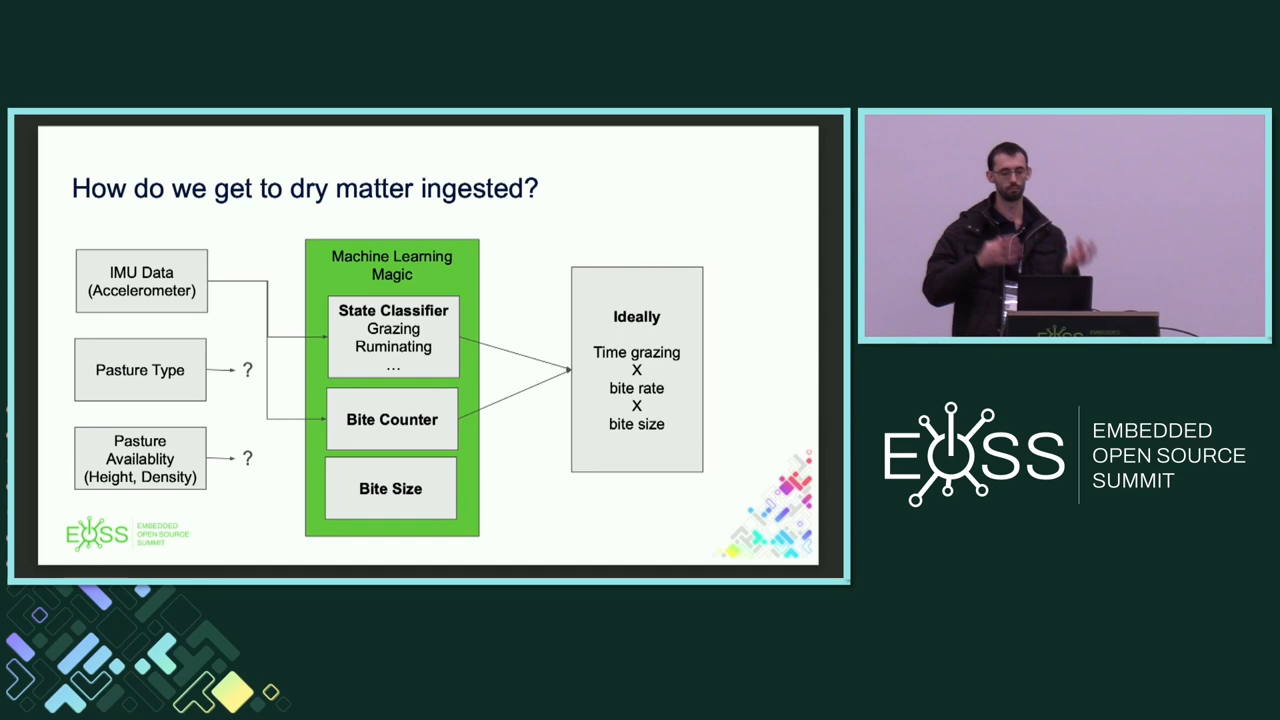 How do we get to dry matter ingested?
IMU Data
(Accelerometer)
Pasture Type
?
Pasture
Availablity
(Height, Density)
?
Machine Learning
Magic
State Classifier
Grazing
Ruminating
...
Bite Counter
Bite Size
Ideally
Time grazing
X
bite rate
X
bite size
EOSS
EMBEDDED
OPEN SOURCE
SUMMIT
EOSS
EMBEDDED
OPEN SOURCE
SUMMIT